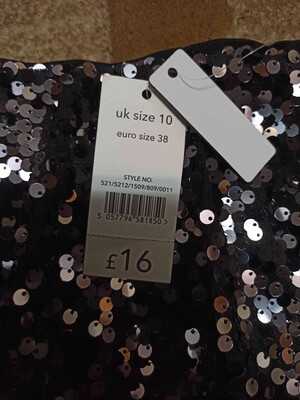 uk size 10
euro size 38
STYLE NO.
521/5212/1509/809/0011
5 057796 581850 >
£16